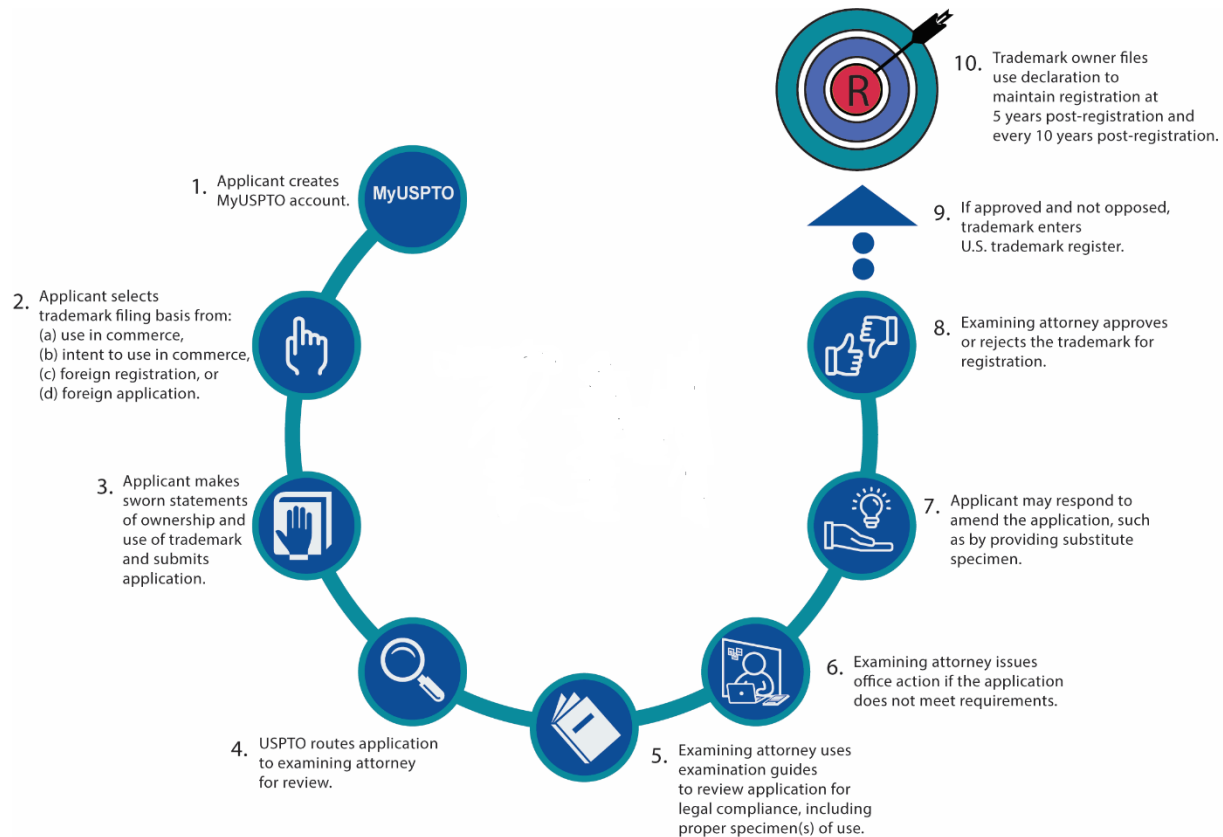 1. Applicant creates
MyUSPTO account.
MyUSPTO
2. Applicant selects
trademark filing basis from:
(a) use in commerce,
(b) intent to use in commerce,
(c) foreign registration, or
(d) foreign application.
3. Applicant makes
sworn statements
of ownership and
use of trademark
and submits
application.
4. USPTO routes application
to examining attorney
for review.
5. Examining attorney uses
examination guides
to review application for
legal compliance, including
proper specimen(s) of use.
6. Examining attorney issues
office action if the application
does not meet requirements.
7. Applicant may respond to
amend the application, such
as by providing substitute
specimen.
8. Examining attorney approves
or rejects the trademark for
registration.
9. If approved and not opposed,
trademark enters
U.S. trademark register.
R
10. Trademark owner files
use declaration to
maintain registration at
5 years post-registration and
every 10 years post-registration.